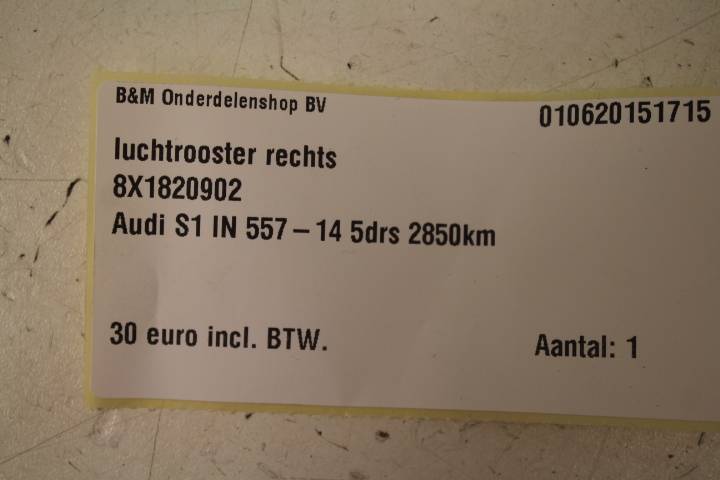 B&M Onderdelenshop BV 010620151715
luchtrooster rechts
8X1820902
Audi S1 IN 557 – 14 5drs 2850km
30 euro incl. BTW. Aantal: 1